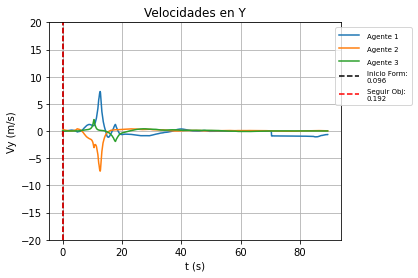 Velocidades en Y
20
15
10
5
0
−5
−10
−15
−20
Vy (m/s)
0
20
40
60
80
t (s)
Agente 1
Agente 2
Agente 3
Inicio Form:
0.096
Seguir Obj:
0.192